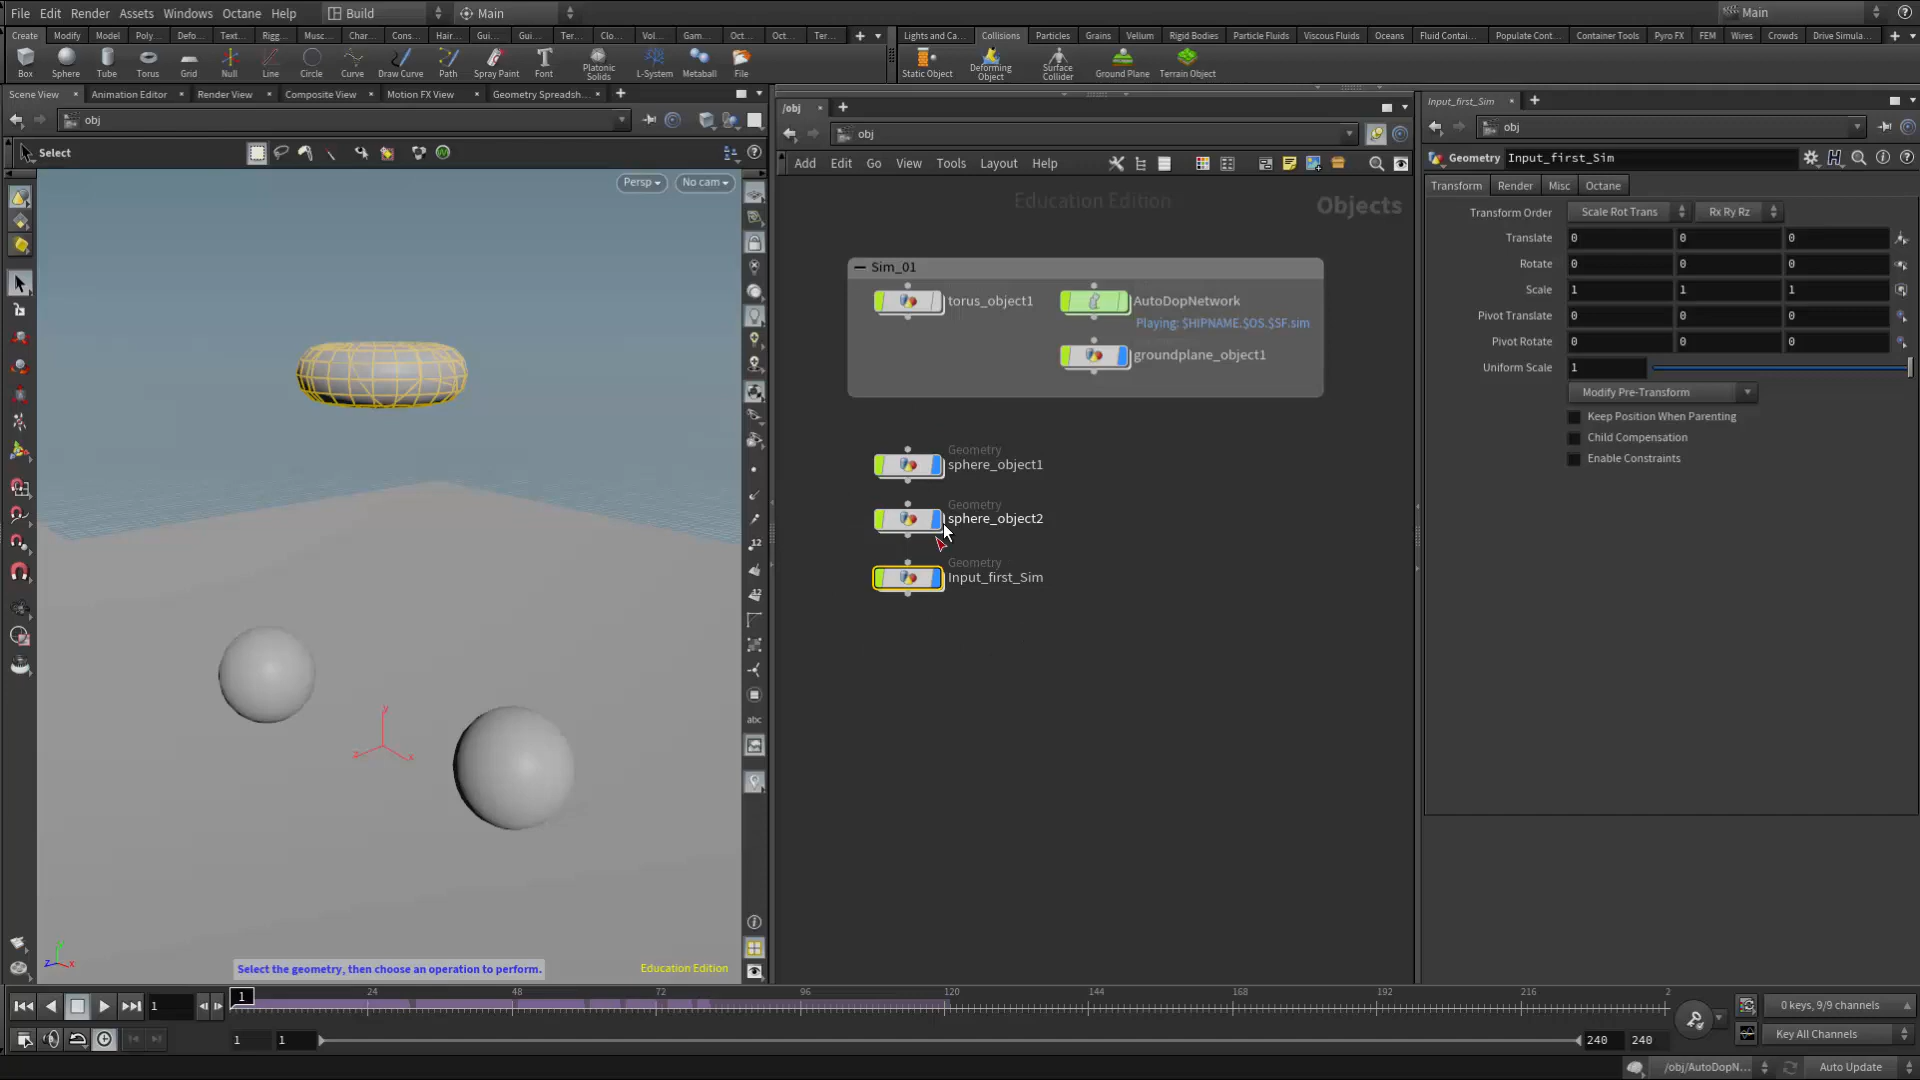 File Edit Render Assets Windows Octane Help Build Main Main
Create Modify Model Poly... Defo... Text... Rigg... Musc... Char... Cons... Hair... Gui... Gui... Ter... Clo... Vol... Gam... Oct... Oct... Ter...
Lights and Ca... Collisions Particles Grains Vellum Rigid Bodies Particle Fluids Viscous Fluids Oceans Fluid Contai... Populate Cont... Container Tools Pyro FX FEM Wires Crowds Drive Simula...
Box Sphere Tube Torus Grid Null Line Circle Curve Draw Curve Path Spray Paint Font Platonic Solids L-System Metaball File
Static Object Deforming Object Surface Collider Ground Plane Terrain Object
Scene View Animation Editor Render View Composite View Motion FX View Geometry Spreadsh...
obj
Select
Persp
No cam
Select the geometry, then choose an operation to perform.
Education Edition
/obj
obj
Add Edit Go View Tools Layout Help
Education Edition
Objects
Sim_01
torus_object1
AutoDopNetwork
Playing: $HIPNAME.$OS.$SF.sim
groundplane_object1
Geometry
sphere_object1
Geometry
sphere_object2
Geometry
Input_first_Sim
Input_first_Sim
obj
Geometry Input_first_Sim
Transform Render Misc Octane
Transform Order Scale Rot Trans Rx Ry Rz
Translate 0 0 0
Rotate 0 0 0
Scale 1 1 1
Pivot Translate 0 0 0
Pivot Rotate 0 0 0
Uniform Scale 1
Modify Pre-Transform
Keep Position When Parenting
Child Compensation
Enable Constraints
12
12
abc
y
z
x
y
z x
1 1 24 48 72 96 120 144 168 192 216 2
0 keys, 9/9 channels
1 1 240 240
Key All Channels
/obj/AutoDopN...
Auto Update